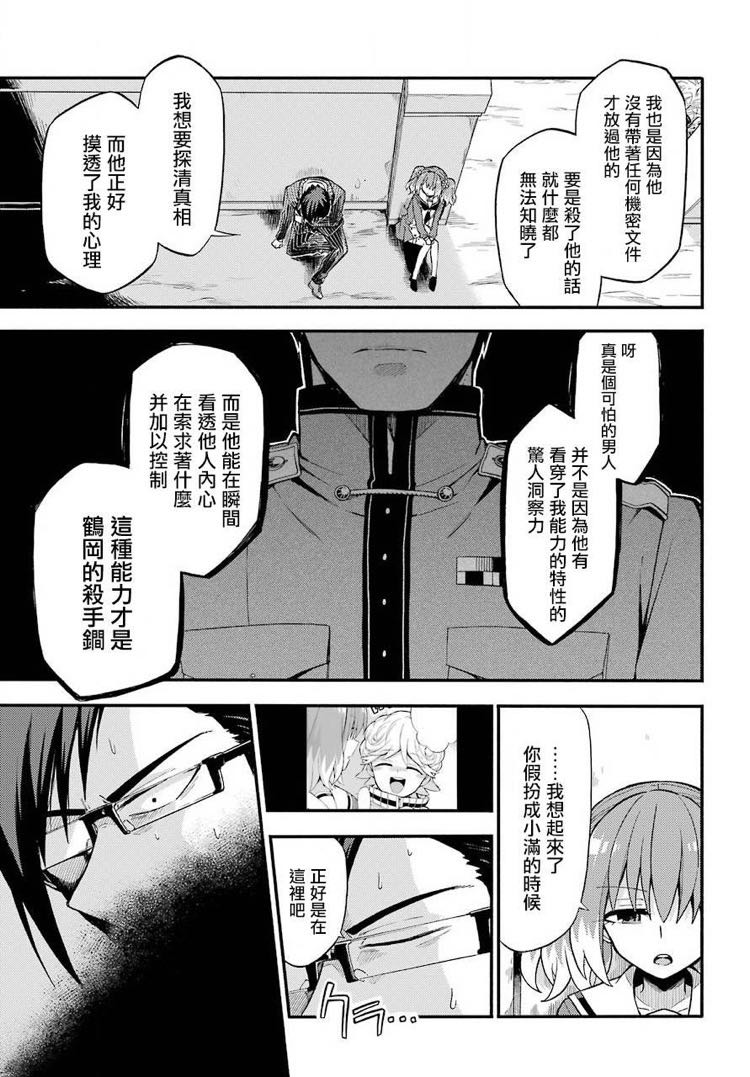 我也是因為他
沒有帶著任何機密文件
才放過他的
要是殺了他的話
就什麼都
無法知曉了
我想要探清真相
而他正好
摸透了我的心理
呀
真是個可怕的男人
并不是因為他有
看穿了我能力的特性的
驚人洞察力
而是他能在瞬間
看透他人內心
在索求著什麼
并加以控制
這種能力才是
鶴岡的殺手鐧
……我想起來了
你假扮成小滿的時候
正好是在
這裡吧
グラ…